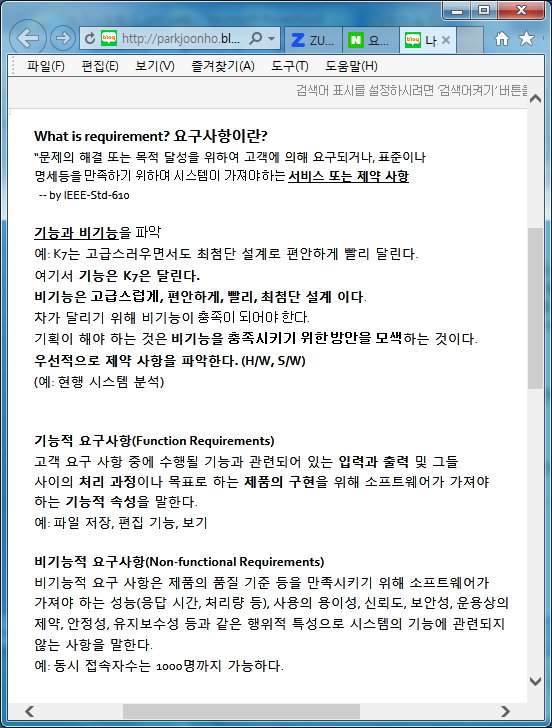 http://parkjoonho.bl...
ZU...
요...
나
파일(F) 편집(E) 보기(V) 즐겨찾기(A) 도구(T) 도움말(H)
검색어 표시를 설정하시려면 '검색어켜기' 버튼을
What is requirement? 요구사항이란?
"문제의 해결 또는 목적 달성을 위하여 고객에 의해 요구되거나, 표준이나
명세등을 만족하기 위하여 시스템이 가져야하는 서비스 또는 제약 사항
-- by IEEE-Std-610
기능과 비기능을 파악
예: K7는 고급스러우면서도 최첨단 설계로 편안하게 빨리 달린다.
여기서 기능은 K7은 달린다.
비기능은 고급스럽게, 편안하게, 빨리, 최첨단 설계 이다.
차가 달리기 위해 비기능이 충족이 되어야 한다.
기획이 해야 하는 것은 비기능을 충족시키기 위한 방안을 모색하는 것이다.
우선적으로 제약 사항을 파악한다. (H/W, S/W)
(예: 현행 시스템 분석)
기능적 요구사항(Function Requirements)
고객 요구 사항 중에 수행될 기능과 관련되어 있는 입력과 출력 및 그들
사이의 처리 과정이나 목표로 하는 제품의 구현을 위해 소프트웨어가 가져야
하는 기능적 속성을 말한다.
예: 파일 저장, 편집 기능, 보기
비기능적 요구사항(Non-functional Requirements)
비기능적 요구 사항은 제품의 품질 기준 등을 만족시키기 위해 소프트웨어가
가져야 하는 성능(응답 시간, 처리량 등), 사용의 용이성, 신뢰도, 보안성, 운용상의
제약, 안정성, 유지보수성 등과 같은 행위적 특성으로 시스템의 기능에 관련되지
않는 사항을 말한다.
예: 동시 접속자수는 1000명까지 가능하다.